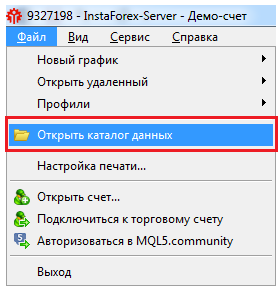 9327198 - InstaForex-Server - Демо-счет
Файл Вид Сервис Справка
Новый график
Открыть удаленный
Профили
Открыть каталог данных
Настройка печати...
Открыть счет...
Подключиться к торговому счету
Авторизоваться в MQL5.community
Выход